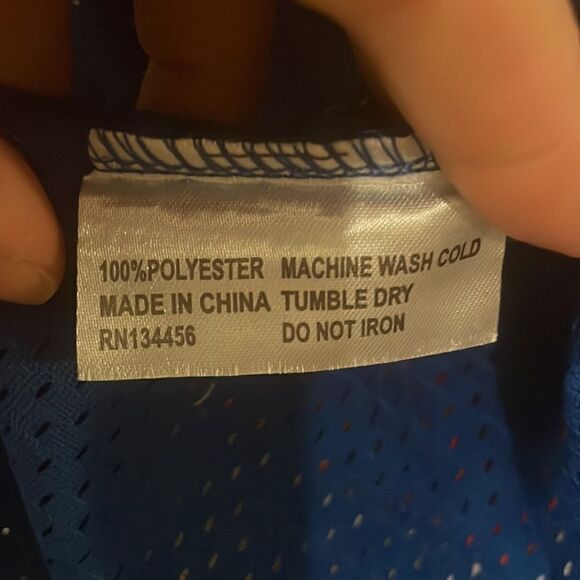 100%POLYESTER MACHINE WASH COLD
MADE IN CHINA TUMBLE DRY
RN134456 DO NOT IRON